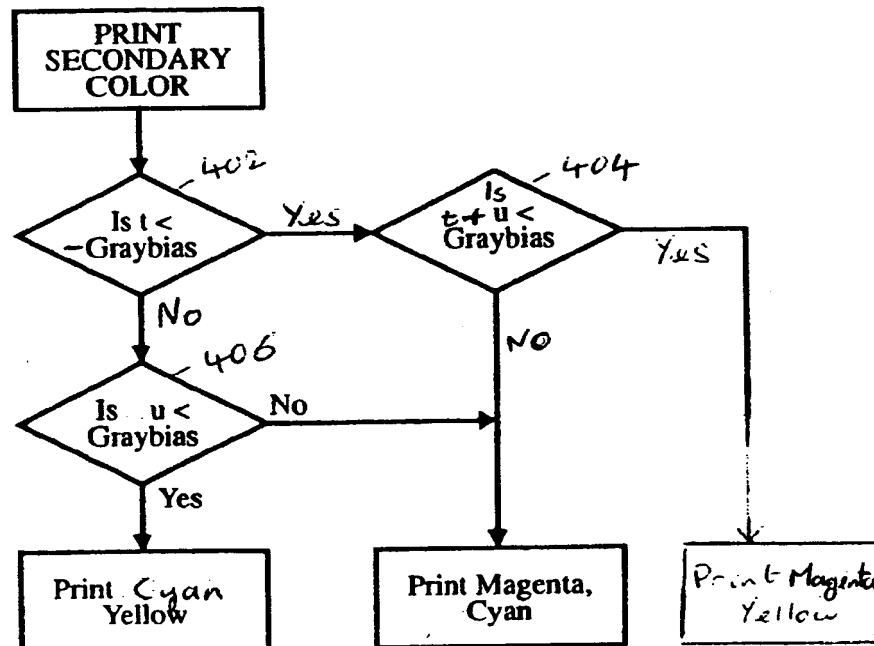 PRINT
SECONDARY
COLOR
402
Is t <
-Graybias
Yes
404
Is
t + u <
Graybias
Yes
No
NO
406
Is u <
Graybias
No
Yes
Print Cyan
Yellow
Print Magenta,
Cyan
Print Magenta
Yellow